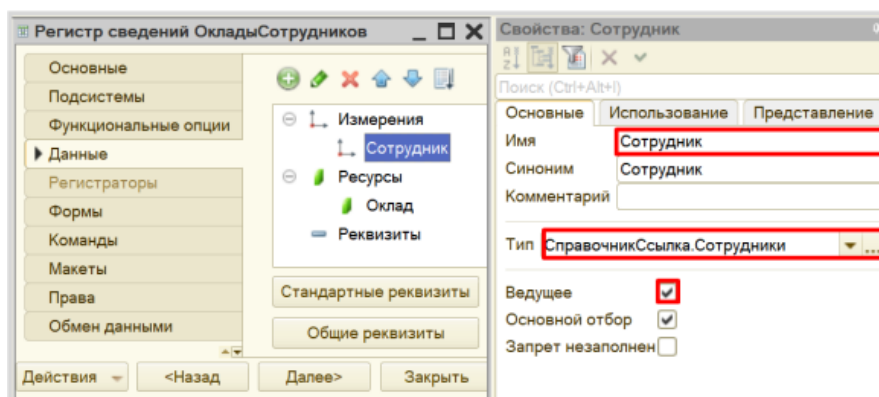 Регистр сведений ОкладыСотрудников
Основные
Подсистемы
Функциональные опции
Данные
Регистраторы
Формы
Команды
Макеты
Права
Обмен данными
Измерения
Сотрудник
Ресурсы
Оклад
Реквизиты
Стандартные реквизиты
Общие реквизиты
Действия
<Назад
Далее>
Закрыть
Свойства: Сотрудник
Поиск (Ctrl+Alt+I)
Основные Использование Представление
Имя Сотрудник
Синоним Сотрудник
Комментарий
Тип СправочникСсылка.Сотрудники ...
Ведущее
Основной отбор
Запрет незаполнен